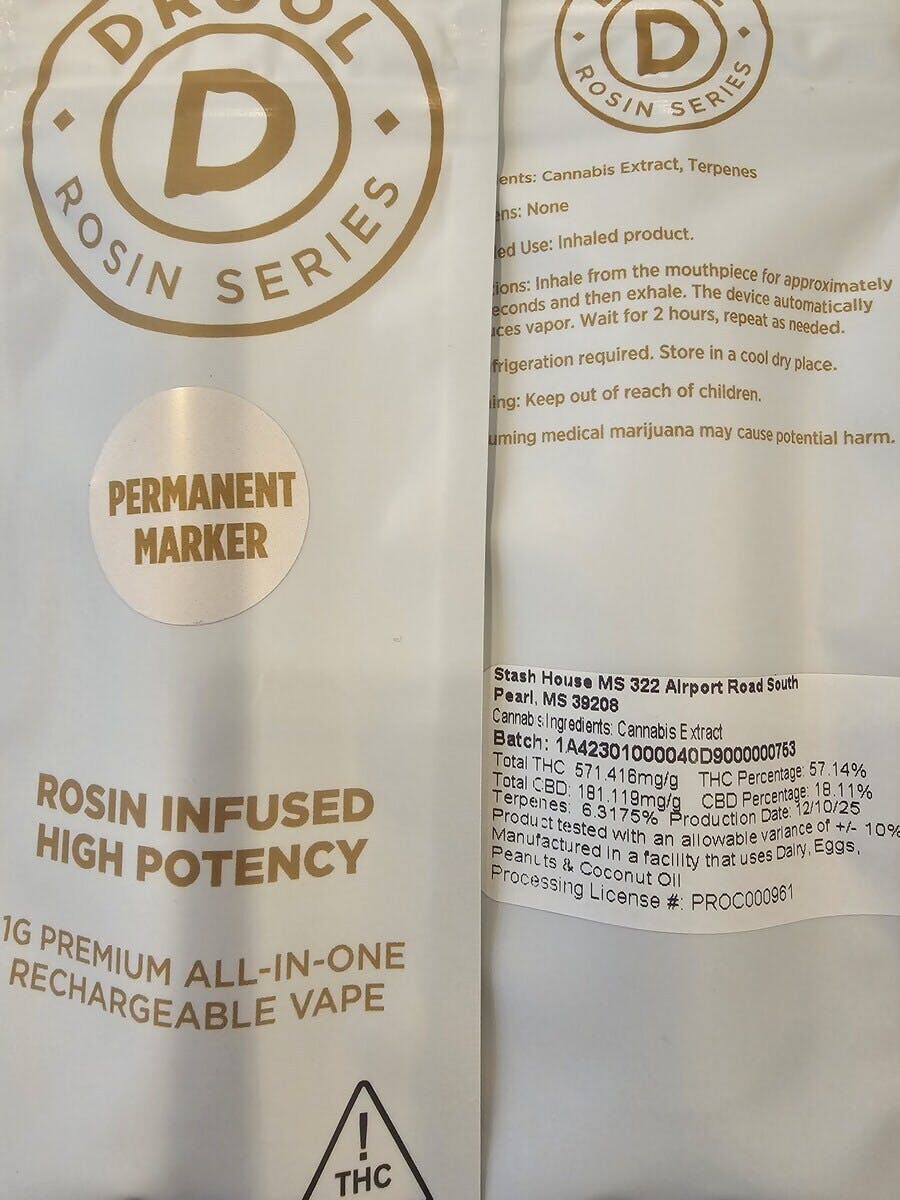 DROOL
D
ROSIN SERIES
PERMANENT
MARKER
ROSIN INFUSED
HIGH POTENCY
1G PREMIUM ALL-IN-ONE
RECHARGEABLE VAPE
!
THC
D
ROSIN SERIES
ents: Cannabis Extract, Terpenes
ens: None
ed Use: Inhaled product.
ions: Inhale from the mouthpiece for approximately
econds and then exhale. The device automatically
uces vapor. Wait for 2 hours, repeat as needed.
frigeration required. Store in a cool dry place.
ing: Keep out of reach of children.
uming medical marijuana may cause potential harm.
Stash House MS 322 Airport Road South
Pearl, MS 39208
Cannabis Ingredients: Cannabis Extract
Batch: 1A42301000040D9000000763
Total THC 571.416mg/g THC Percentage: 57.14%
Total CBD: 181.119mg/g CBD Percentage: 18.11%
Terpenes: 6.3175% Production Date: 12/10/25
Product tested with an allowable variance of +/- 10%
Manufactured in a facility that uses Dairy, Eggs,
Peanuts & Coconut Oil
Processing License #: PROC000961